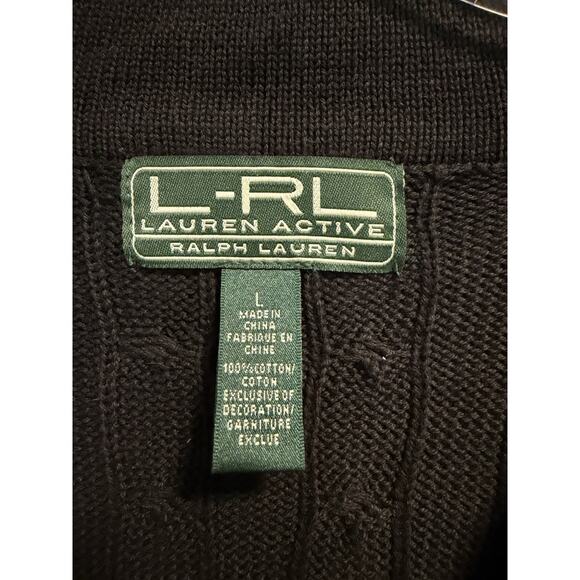 L-RL
LAUREN ACTIVE
RALPH LAUREN
L
MADE IN
CHINA
FABRIQUE EN
CHINE
100%COTTON/
COTON
EXCLUSIVE OF
DECORATION/
GARNITURE
EXCLUE